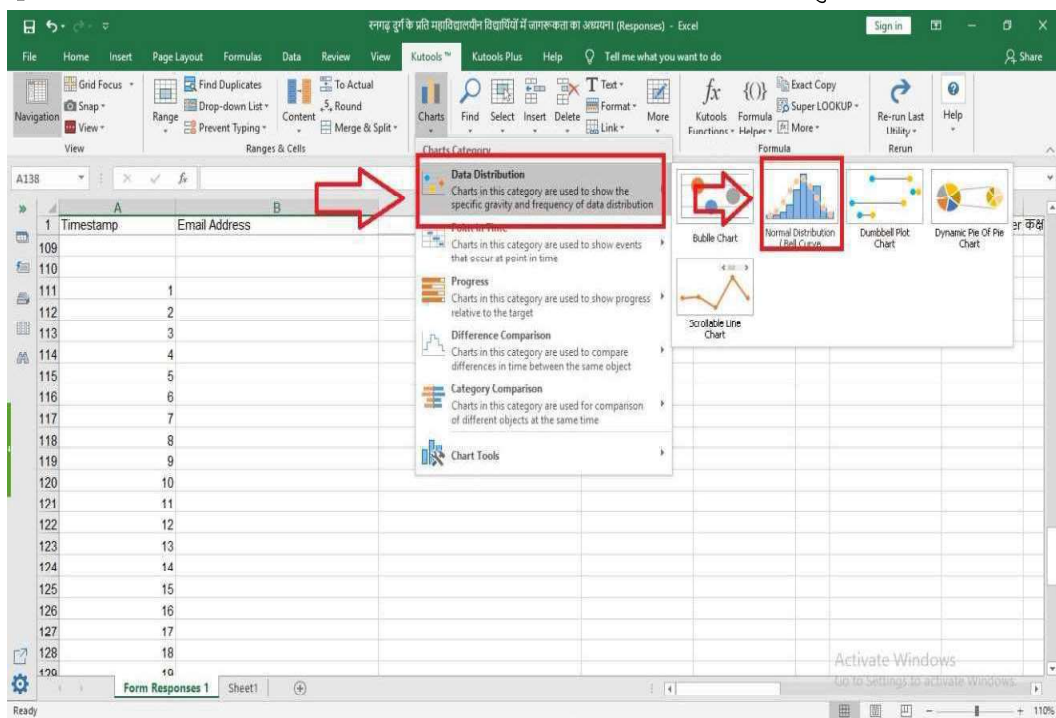 रनगढ़ दुर्ग के प्रति महाविद्यालयीन विद्यार्थियों में जागरूकता का अध्ययन। (Responses) - Excel
Sign in
File Home Insert Page Layout Formulas Data Review View Kutools ™ Kutools Plus Help Tell me what you want to do Share
Navigation
Grid Focus
Snap
View
View
Range
Find Duplicates
Drop-down List
Prevent Typing
Content
To Actual
Round
Merge & Split
Ranges & Cells
Charts
Find
Select
Insert
Delete
Text
Format
Link
More
Kutools Functions
Formula Helper
Exact Copy
Super LOOKUP
More
Formula
Re-run Last Utility
Rerun
Help
Charts Category
Data Distribution
Charts in this category are used to show the
specific gravity and frequency of data distribution
Point in Time
Charts in this category are used to show events
that occur at point in time
Progress
Charts in this category are used to show progress
relative to the target
Difference Comparison
Charts in this category are used to compare
differences in time between the same object
Category Comparison
Charts in this category are used for comparison
of different objects at the same time
Chart Tools
Bublle Chart
Normal Distribution
/ Bell Curve
Dumbbell Plot
Chart
Dynamic Pie Of Pie
Chart
Scrollable Line
Chart
A138 fx
A B
1 Timestamp Email Address
109
110
111 1
112 2
113 3
114 4
115 5
116 6
117 7
118 8
119 9
120 10
121 11
122 12
123 13
124 14
125 15
126 16
127 17
128 18
129 19
Activate Windows
Go to Settings to activate Windows.
Form Responses 1 Sheet1
Ready 110%